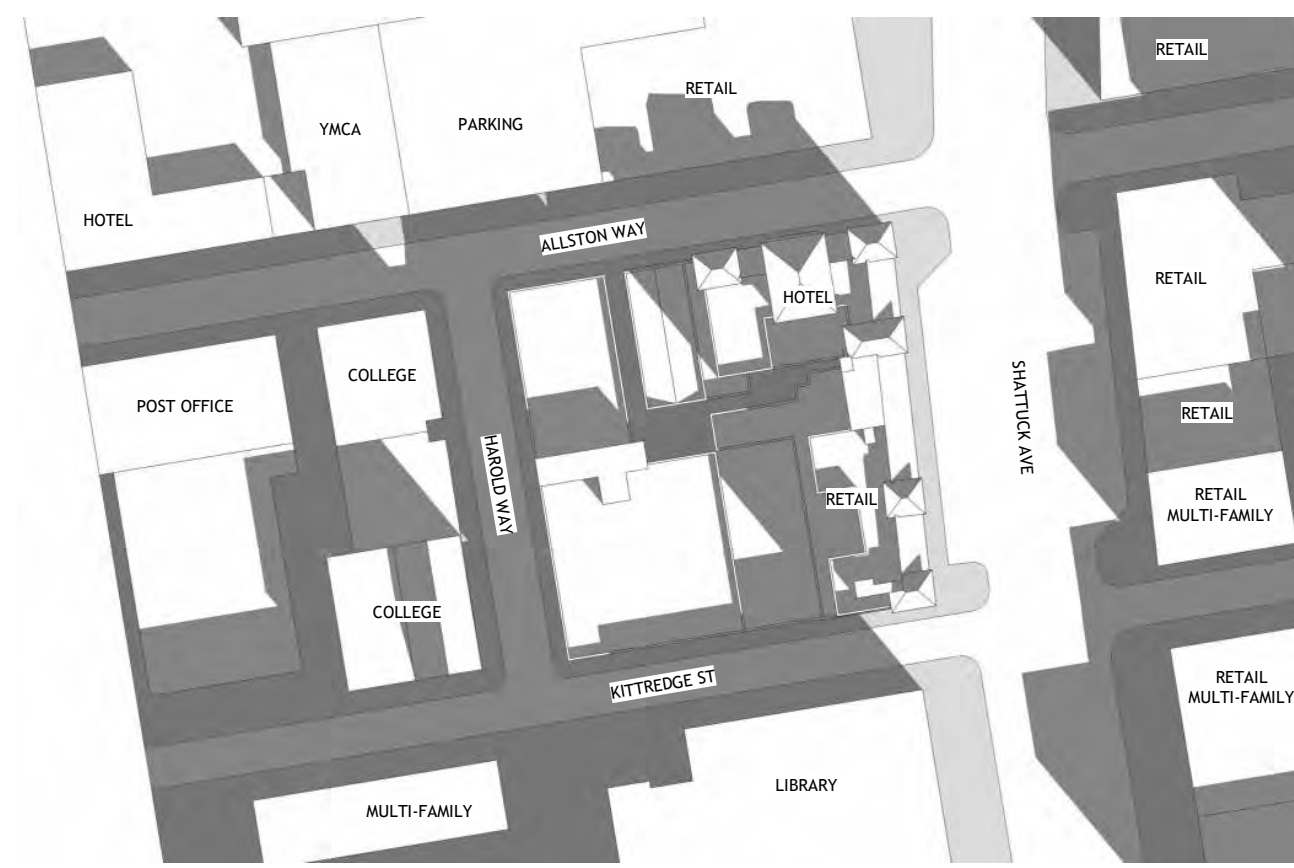 RETAIL
RETAIL
YMCA
PARKING
HOTEL
ALLSTON WAY
HOTEL
RETAIL
COLLEGE
POST OFFICE
SHATTUCK AVE
RETAIL
HAROLD WAY
RETAIL
RETAIL
MULTI-FAMILY
COLLEGE
KITTREDGE ST
RETAIL
MULTI-FAMILY
LIBRARY
MULTI-FAMILY